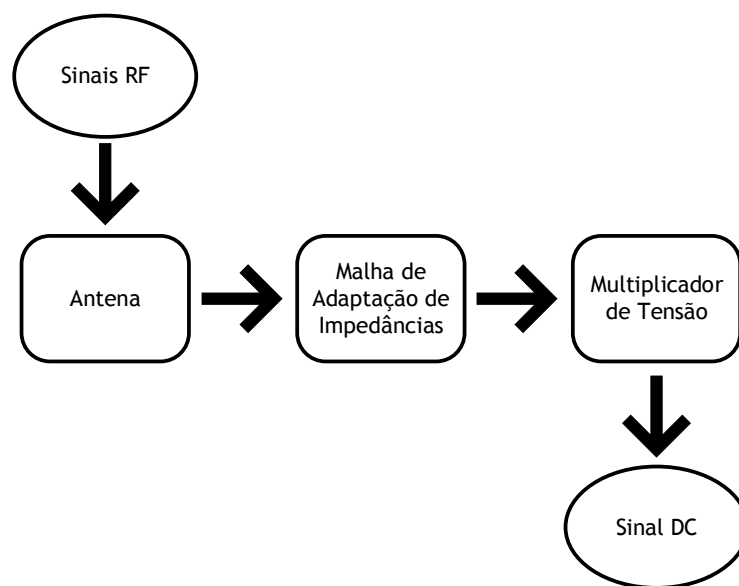 Sinais RF
Antena
Malha de
Adaptação de
Impedâncias
Multiplicador
de Tensão
Sinal DC